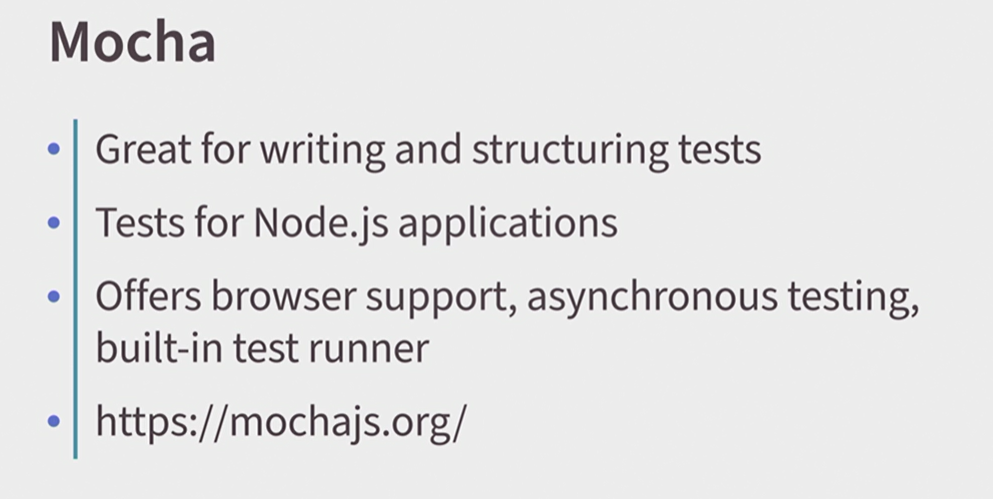 Mocha
• Great for writing and structuring tests
• Tests for Node.js applications
• Offers browser support, asynchronous testing,
built-in test runner
• https://mochajs.org/